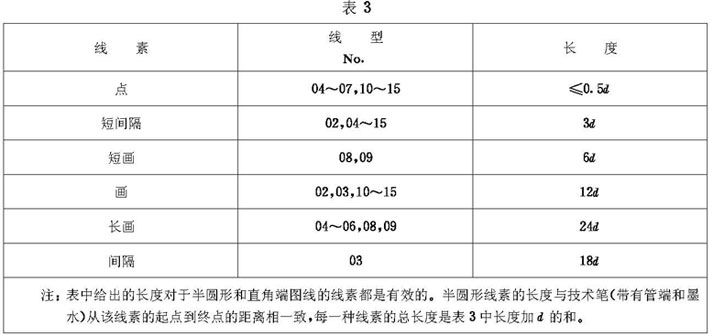 表 3
线 素 线 型 No. 长 度
点 04～07,10～15 ≤0.5d
短间隔 02,04～15 3d
短画 08,09 6d
画 02,03,10～15 12d
长画 04～06,08,09 24d
间隔 03 18d
注：表中给出的长度对于半圆形和直角端图线的线素都是有效的。半圆形线素的长度与技术笔(带有管端和墨
水)从该线素的起点到终点的距离相一致,每一种线素的总长度是表3中长度加 d 的和。